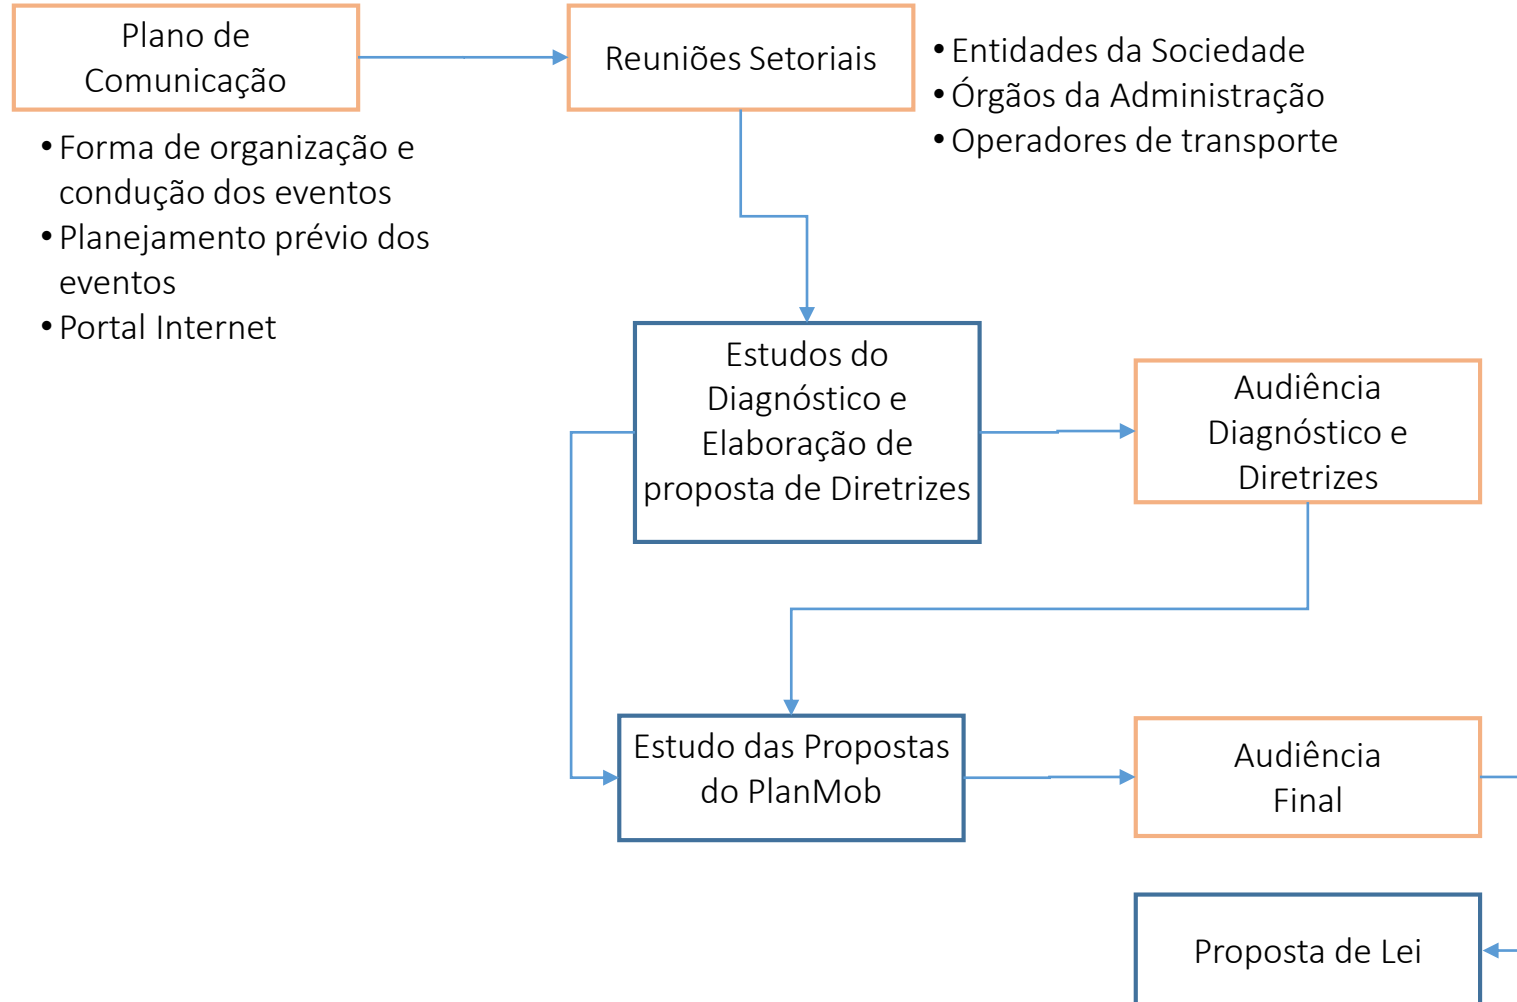 Plano de
Comunicação
Reuniões Setoriais
• Entidades da Sociedade
• Órgãos da Administração
• Operadores de transporte
• Forma de organização e
condução dos eventos
• Planejamento prévio dos
eventos
• Portal Internet
Estudos do
Diagnóstico e
Elaboração de
proposta de Diretrizes
Audiência
Diagnóstico e
Diretrizes
Estudo das Propostas
do PlanMob
Audiência
Final
Proposta de Lei